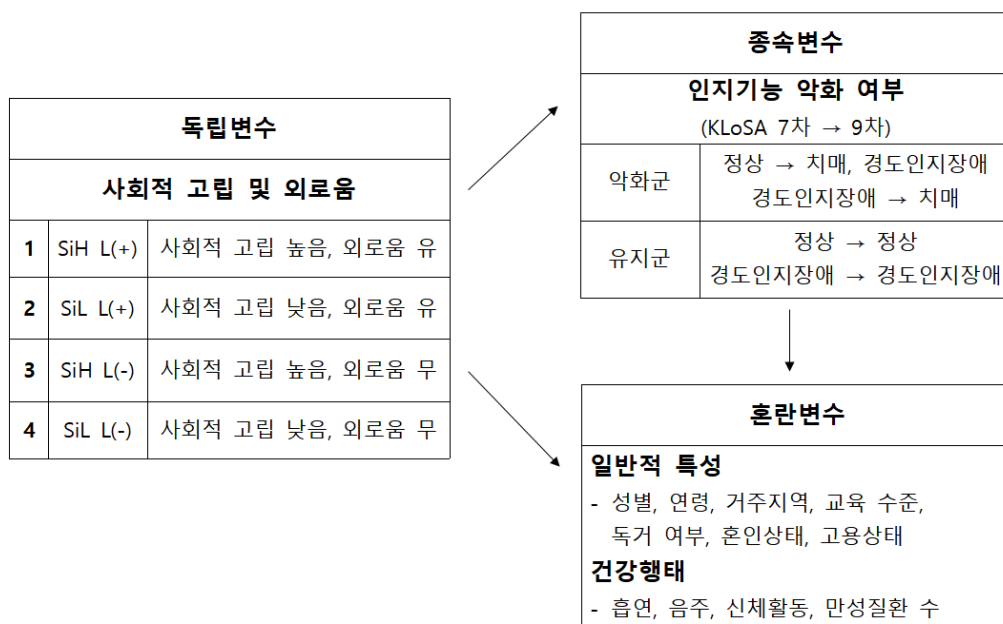 독립변수
사회적 고립 및 외로움
1 SiH L(+) 사회적 고립 높음, 외로움 유
2 SiL L(+) 사회적 고립 낮음, 외로움 유
3 SiH L(-) 사회적 고립 높음, 외로움 무
4 SiL L(-) 사회적 고립 낮음, 외로움 무
종속변수
인지기능 악화 여부
(KLoSA 7차 → 9차)
악화군
정상 → 치매, 경도인지장애
경도인지장애 → 치매
유지군
정상 → 정상
경도인지장애 → 경도인지장애
혼란변수
일반적 특성
- 성별, 연령, 거주지역, 교육 수준,
독거 여부, 혼인상태, 고용상태
건강행태
- 흡연, 음주, 신체활동, 만성질환 수